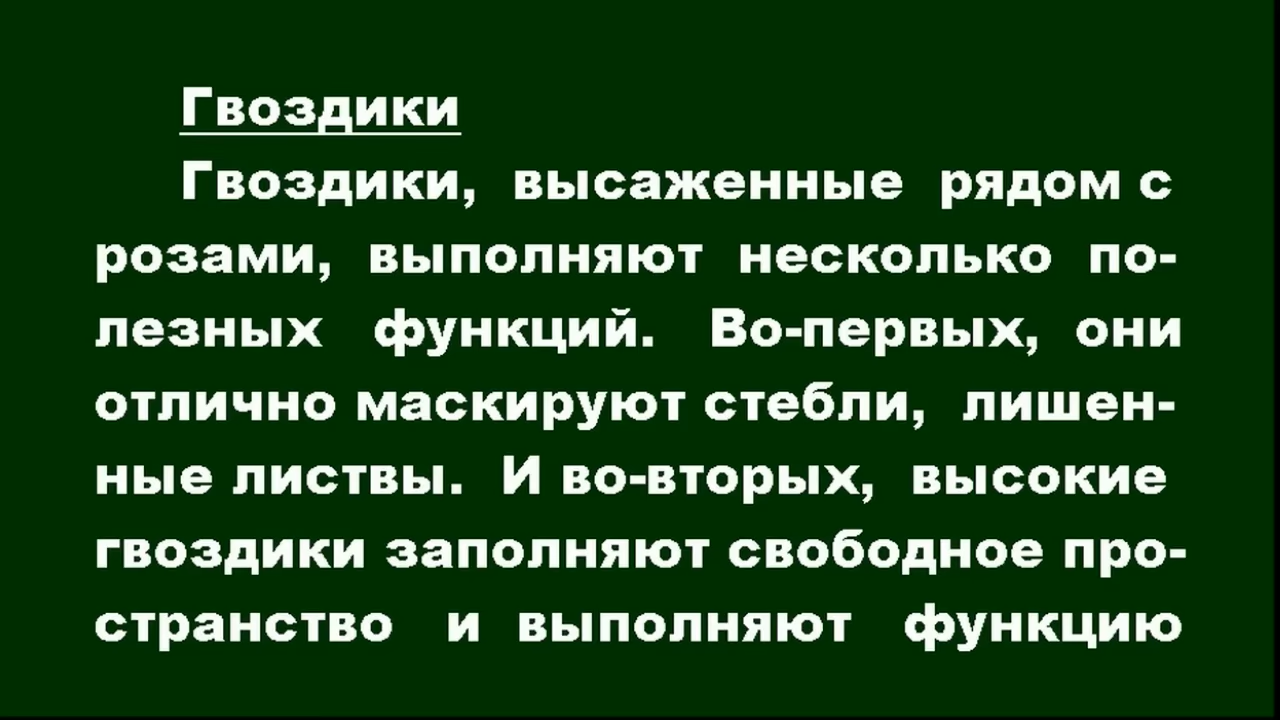 Гвоздики
Гвоздики, высаженные рядом с
розами, выполняют несколько по-
лезных функций. Во-первых, они
отлично маскируют стебли, лишен-
ные листвы. И во-вторых, высокие
гвоздики заполняют свободное про-
странство и выполняют функцию